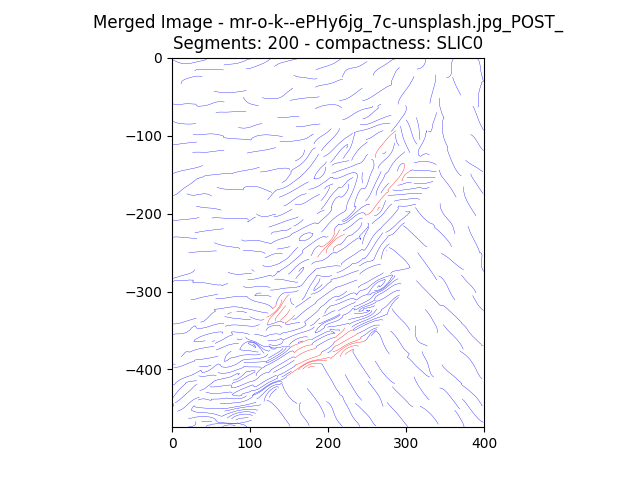 Merged Image - mr-o-k--ePHy6jg_7c-unsplash.jpg_POST_
Segments: 200 - compactness: SLIC0
0
−100
−200
−300
−400
0 100 200 300 400